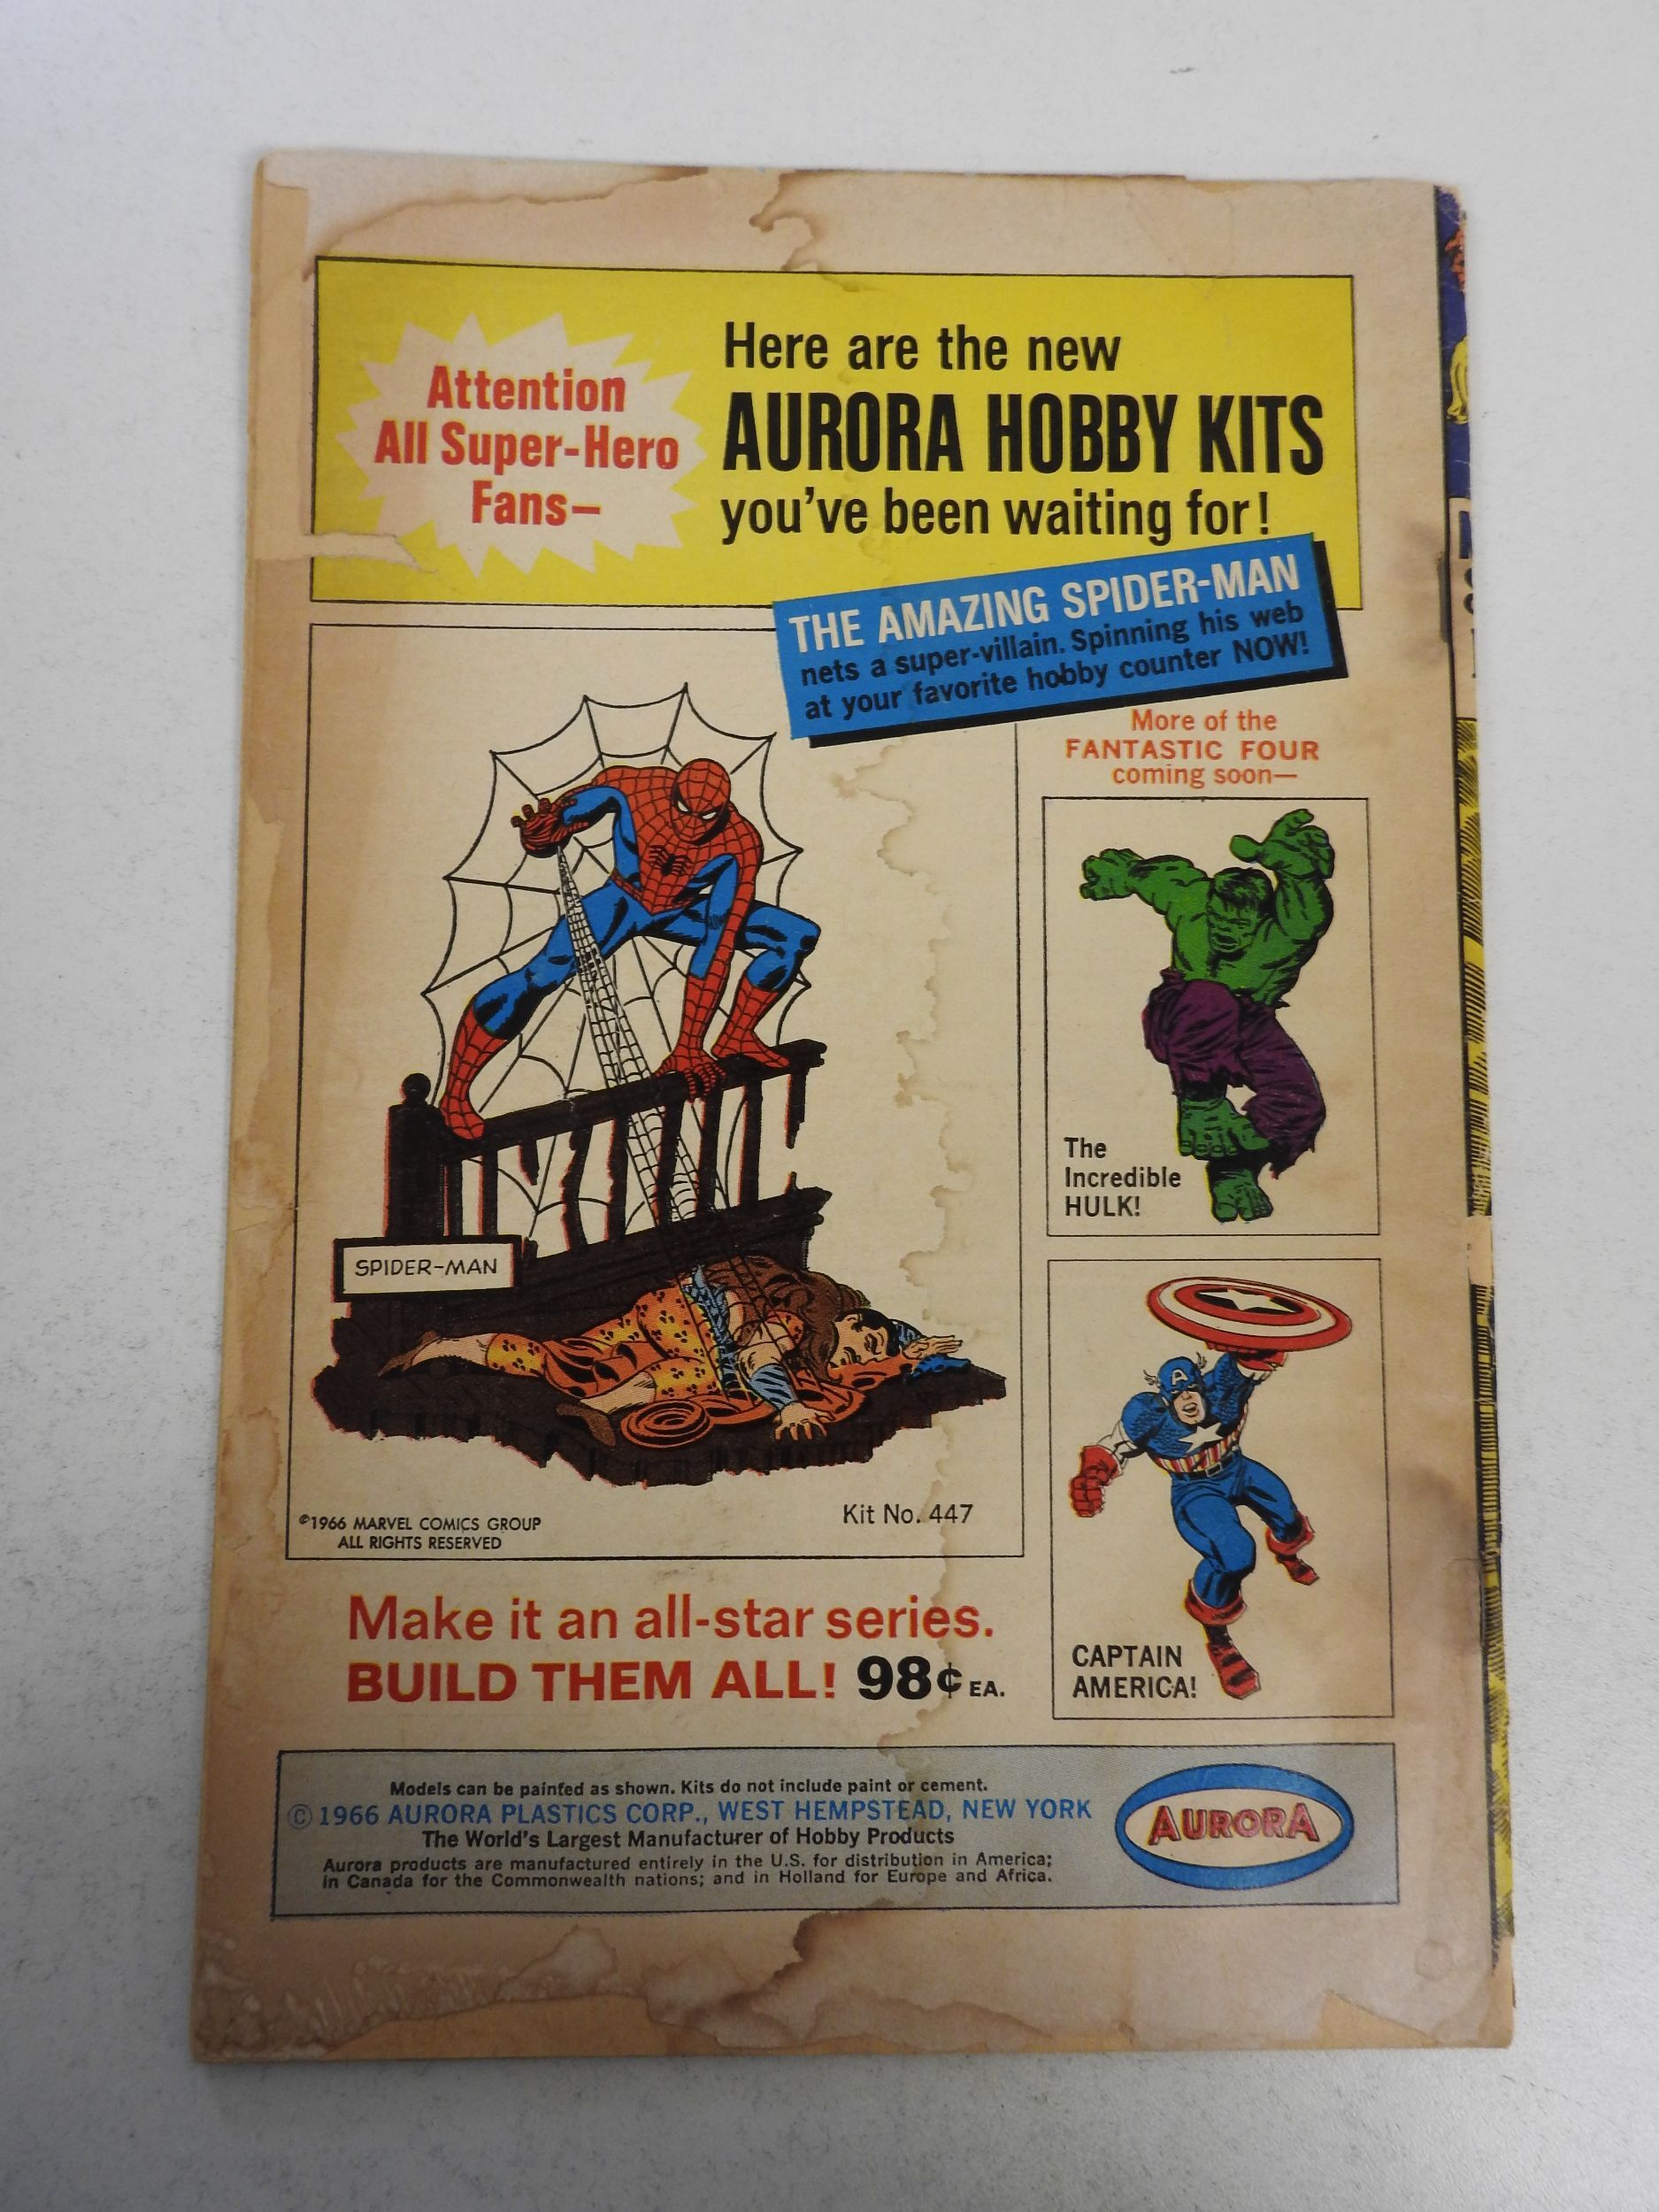 Attention
All Super-Hero
Fans—
Here are the new
AURORA HOBBY KITS
you've been waiting for!
THE AMAZING SPIDER-MAN
nets a super-villain. Spinning his web
at your favorite hobby counter NOW!
More of the
FANTASTIC FOUR
coming soon—
The
Incredible
HULK!
SPIDER-MAN
A
©1966 MARVEL COMICS GROUP
ALL RIGHTS RESERVED
Kit No. 447
CAPTAIN
AMERICA!
Make it an all-star series.
BUILD THEM ALL! 98¢ EA.
Models can be painted as shown. Kits do not include paint or cement.
© 1966 AURORA PLASTICS CORP., WEST HEMPSTEAD, NEW YORK
The World's Largest Manufacturer of Hobby Products
Aurora products are manufactured entirely in the U.S. for distribution in America;
in Canada for the Commonwealth nations; and in Holland for Europe and Africa.
AURORA